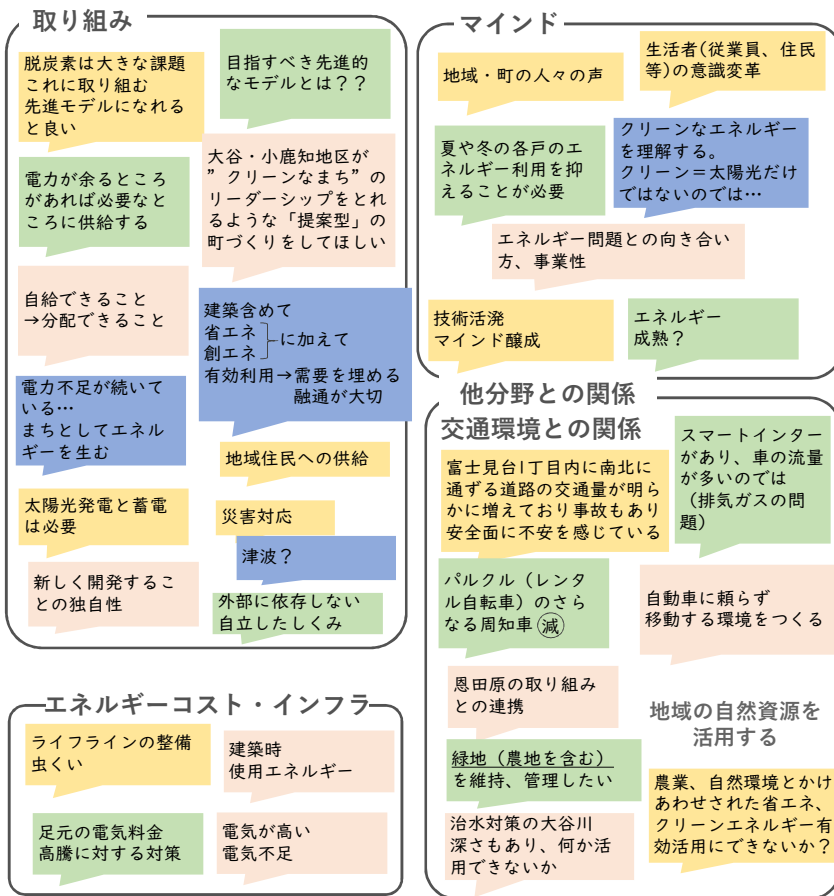 取り組み
脱炭素は大きな課題
これに取り組む
先進モデルになれる
と良い
目指すべき先進的
なモデルとは？？
電力が余るところ
があれば必要なと
ころに供給する
大谷・小鹿知地区が
”クリーンなまち”の
リーダーシップをとれ
るような「提案型」の
町づくりをしてほしい
自給できること
→分配できること
建築含めて
省エネ
創エネ
に加えて
有効利用→需要を埋める
融通が大切
電力不足が続いて
いる…
まちとしてエネル
ギーを生む
地域住民への供給
太陽光発電と蓄電
は必要
災害対応
津波？
新しく開発するこ
との独自性
外部に依存しない
自立したしくみ
マインド
地域・町の人々の声
生活者(従業員、住民
等)の意識変革
夏や冬の各戸のエ
ネルギー利用を抑
えることが必要
クリーンなエネルギー
を理解する。
クリーン＝太陽光だけ
ではないのでは…
エネルギー問題との向き合い
方、事業性
技術活発
マインド醸成
エネルギー
成熟？
エネルギーコスト・インフラ
ライフラインの整備
虫くい
建築時
使用エネルギー
足元の電気料金
高騰に対する対策
電気が高い
電気不足
他分野との関係
交通環境との関係
富士見台1丁目内に南北に
通ずる道路の交通量が明ら
かに増えており事故もあり
安全面に不安を感じている
スマートインター
があり、車の流量
が多いのでは
（排気ガスの問
題）
パルクル（レンタ
ル自転車）のさら
なる周知車 減
自動車に頼らず
移動する環境をつくる
恩田原の取り組み
との連携
地域の自然資源を
活用する
緑地（農地を含む）
を維持、管理したい
農業、自然環境とかけ
あわせされた省エネ、
クリーンエネルギー有
効活用にできないか？
治水対策の大谷川
深さもあり、何か活
用できないか